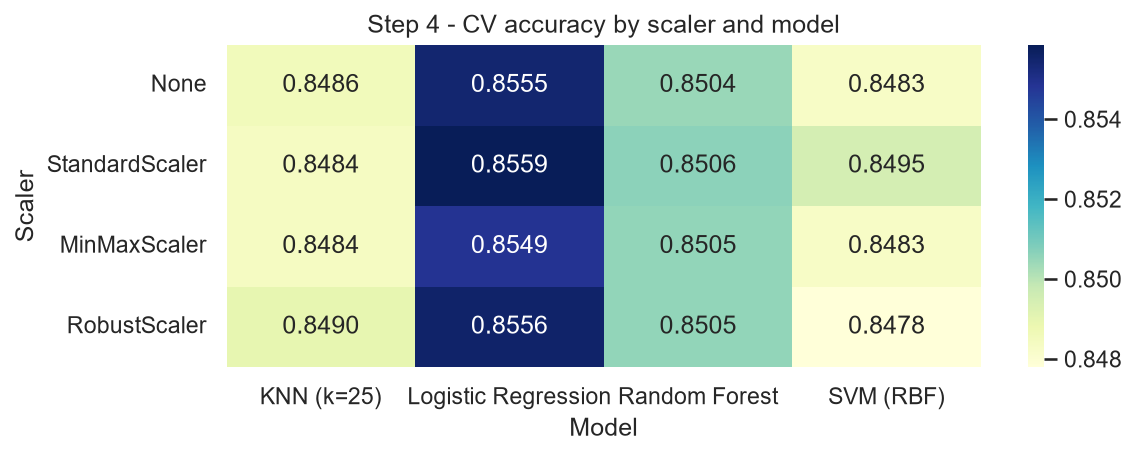 Step 4 - CV accuracy by scaler and model
None 0.8486 0.8555 0.8504 0.8483
StandardScaler 0.8484 0.8559 0.8506 0.8495
MinMaxScaler 0.8484 0.8549 0.8505 0.8483
RobustScaler 0.8490 0.8556 0.8505 0.8478
KNN (k=25) Logistic Regression Random Forest SVM (RBF)
Model
Scaler
0.854
0.852
0.850
0.848